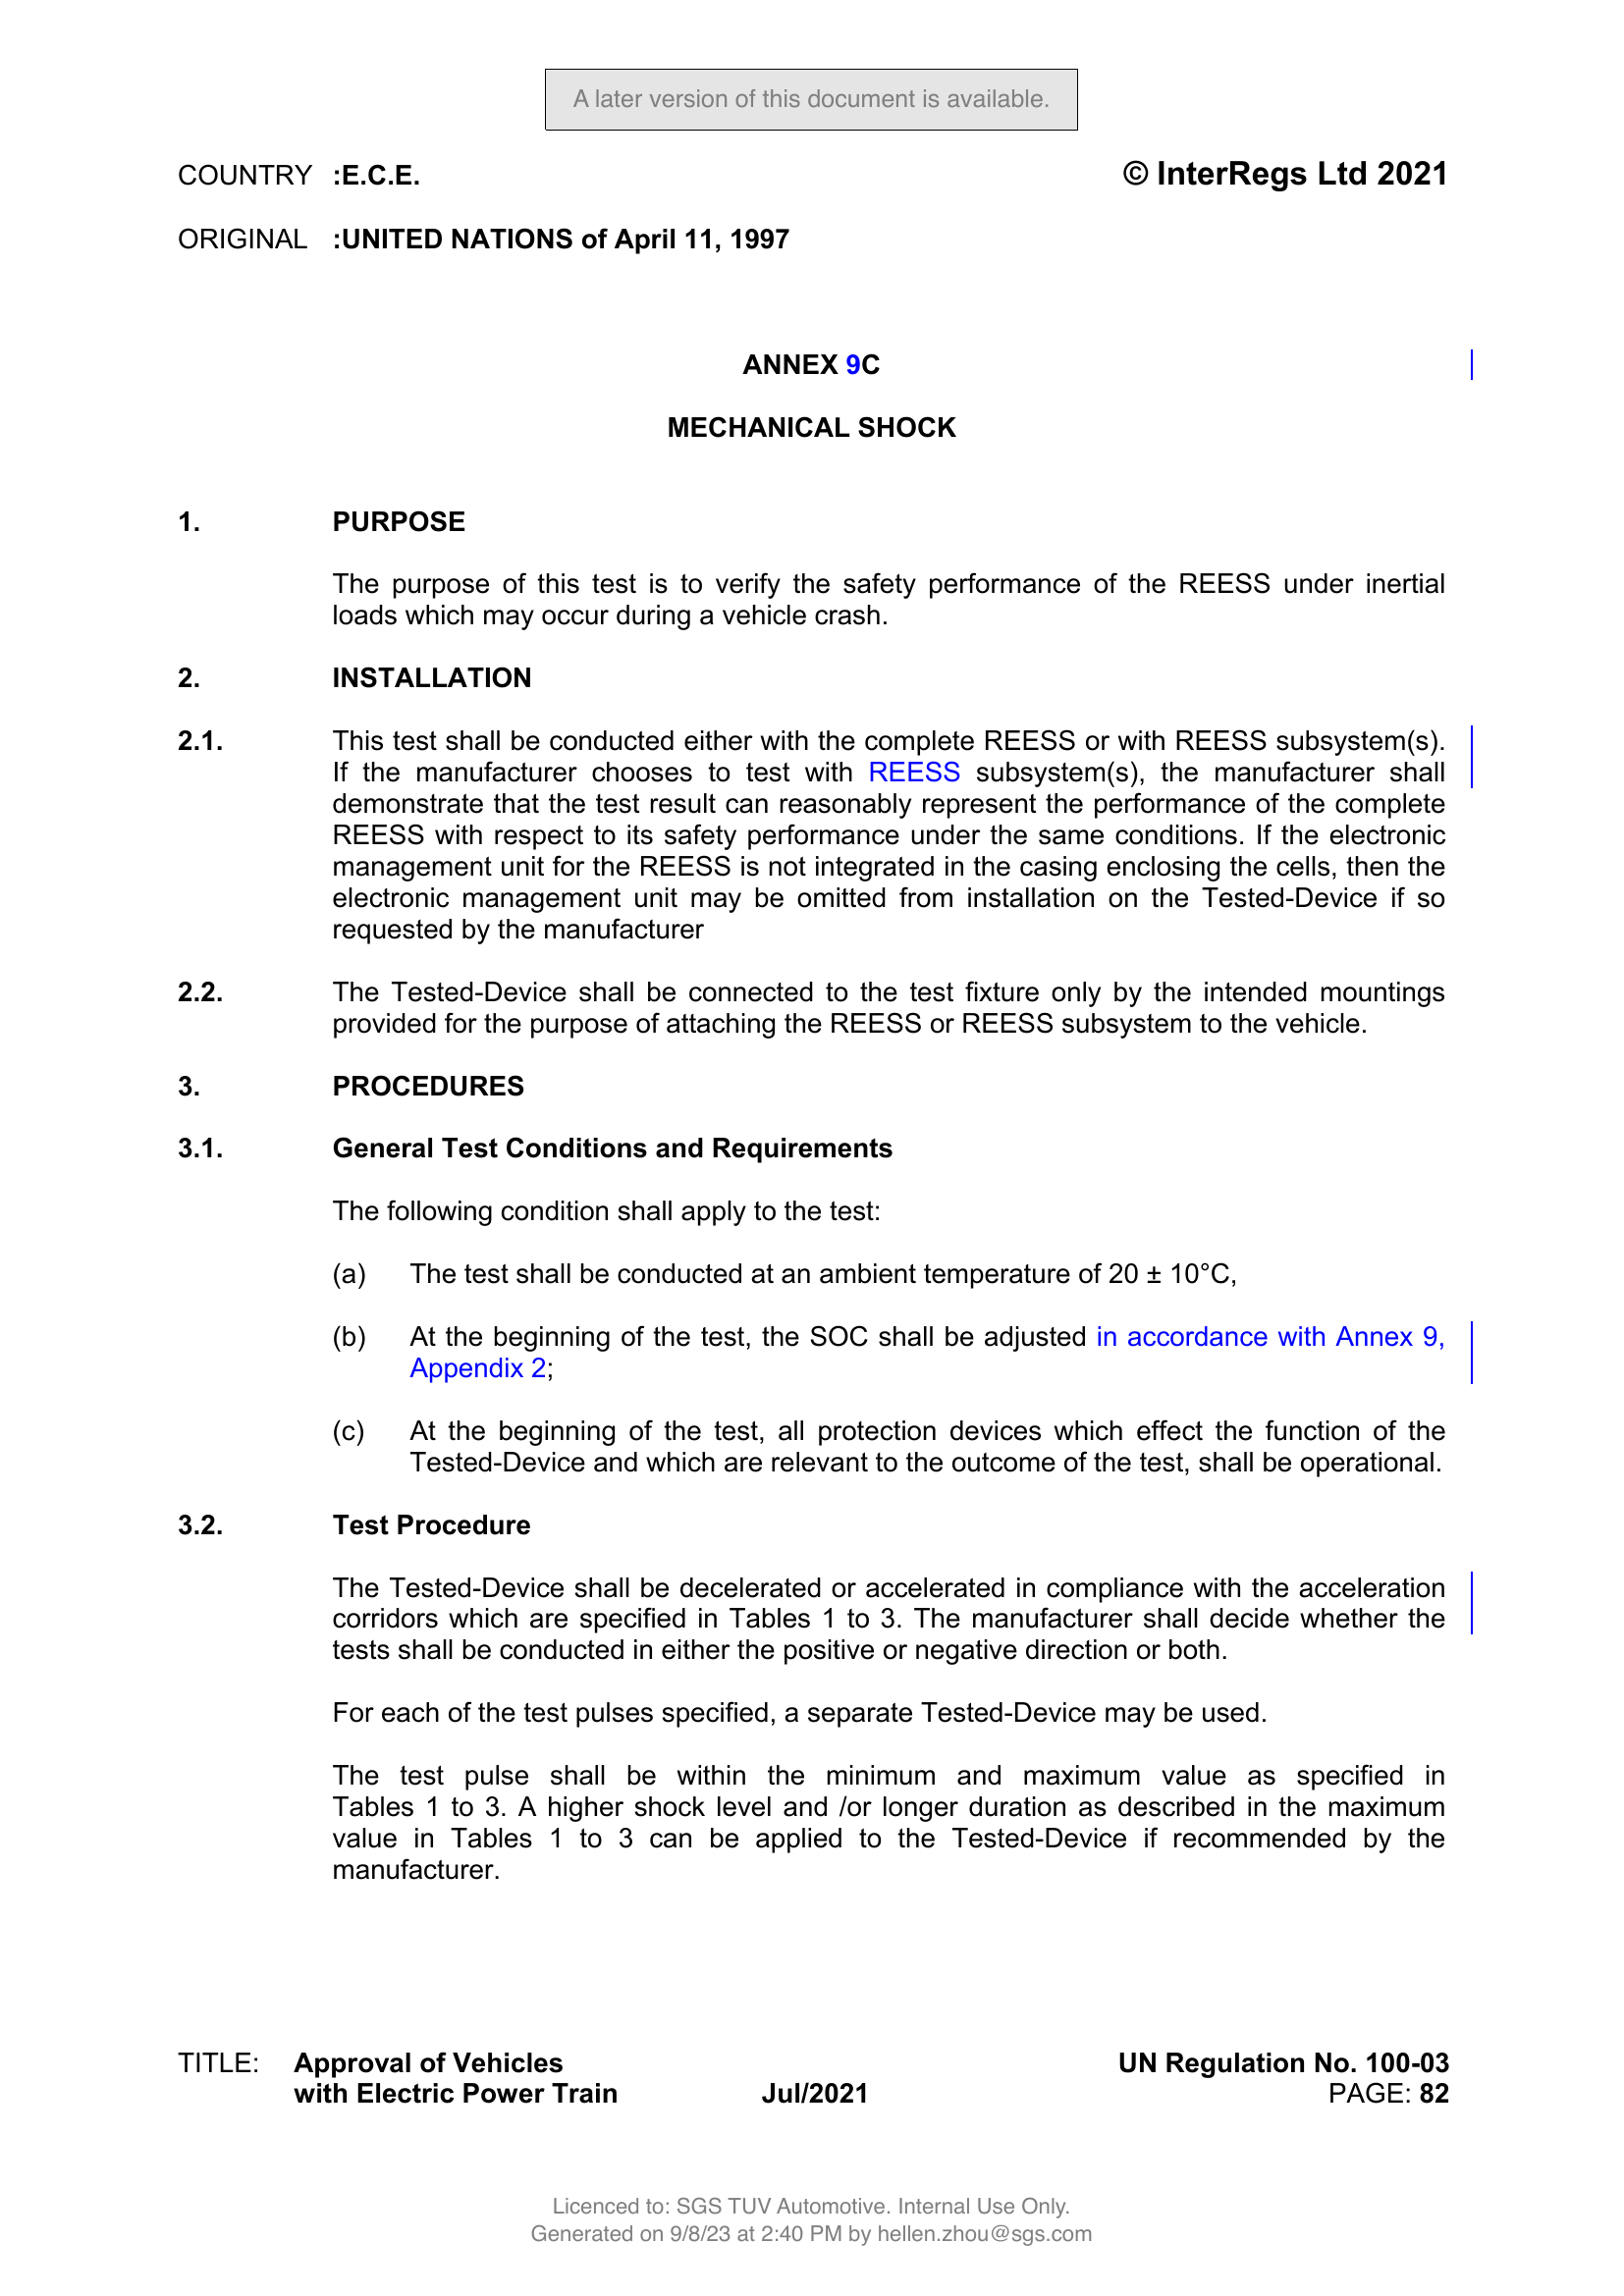 A later version of this document is available.
COUNTRY :E.C.E.
© InterRegs Ltd 2021
ORIGINAL :UNITED NATIONS of April 11, 1997
ANNEX 9C
MECHANICAL SHOCK
1. PURPOSE
The purpose of this test is to verify the safety performance of the REESS under inertial
loads which may occur during a vehicle crash.
2. INSTALLATION
2.1. This test shall be conducted either with the complete REESS or with REESS subsystem(s).
If the manufacturer chooses to test with REESS subsystem(s), the manufacturer shall
demonstrate that the test result can reasonably represent the performance of the complete
REESS with respect to its safety performance under the same conditions. If the electronic
management unit for the REESS is not integrated in the casing enclosing the cells, then the
electronic management unit may be omitted from installation on the Tested-Device if so
requested by the manufacturer
2.2. The Tested-Device shall be connected to the test fixture only by the intended mountings
provided for the purpose of attaching the REESS or REESS subsystem to the vehicle.
3. PROCEDURES
3.1. General Test Conditions and Requirements
The following condition shall apply to the test:
(a) The test shall be conducted at an ambient temperature of 20 ± 10°C,
(b) At the beginning of the test, the SOC shall be adjusted in accordance with Annex 9,
Appendix 2;
(c) At the beginning of the test, all protection devices which effect the function of the
Tested-Device and which are relevant to the outcome of the test, shall be operational.
3.2. Test Procedure
The Tested-Device shall be decelerated or accelerated in compliance with the acceleration
corridors which are specified in Tables 1 to 3. The manufacturer shall decide whether the
tests shall be conducted in either the positive or negative direction or both.
For each of the test pulses specified, a separate Tested-Device may be used.
The test pulse shall be within the minimum and maximum value as specified in
Tables 1 to 3. A higher shock level and /or longer duration as described in the maximum
value in Tables 1 to 3 can be applied to the Tested-Device if recommended by the
manufacturer.
TITLE: Approval of Vehicles
with Electric Power Train
Jul/2021
UN Regulation No. 100-03
PAGE: 82
Licenced to: SGS TUV Automotive. Internal Use Only.
Generated on 9/8/23 at 2:40 PM by hellen.zhou@sgs.com